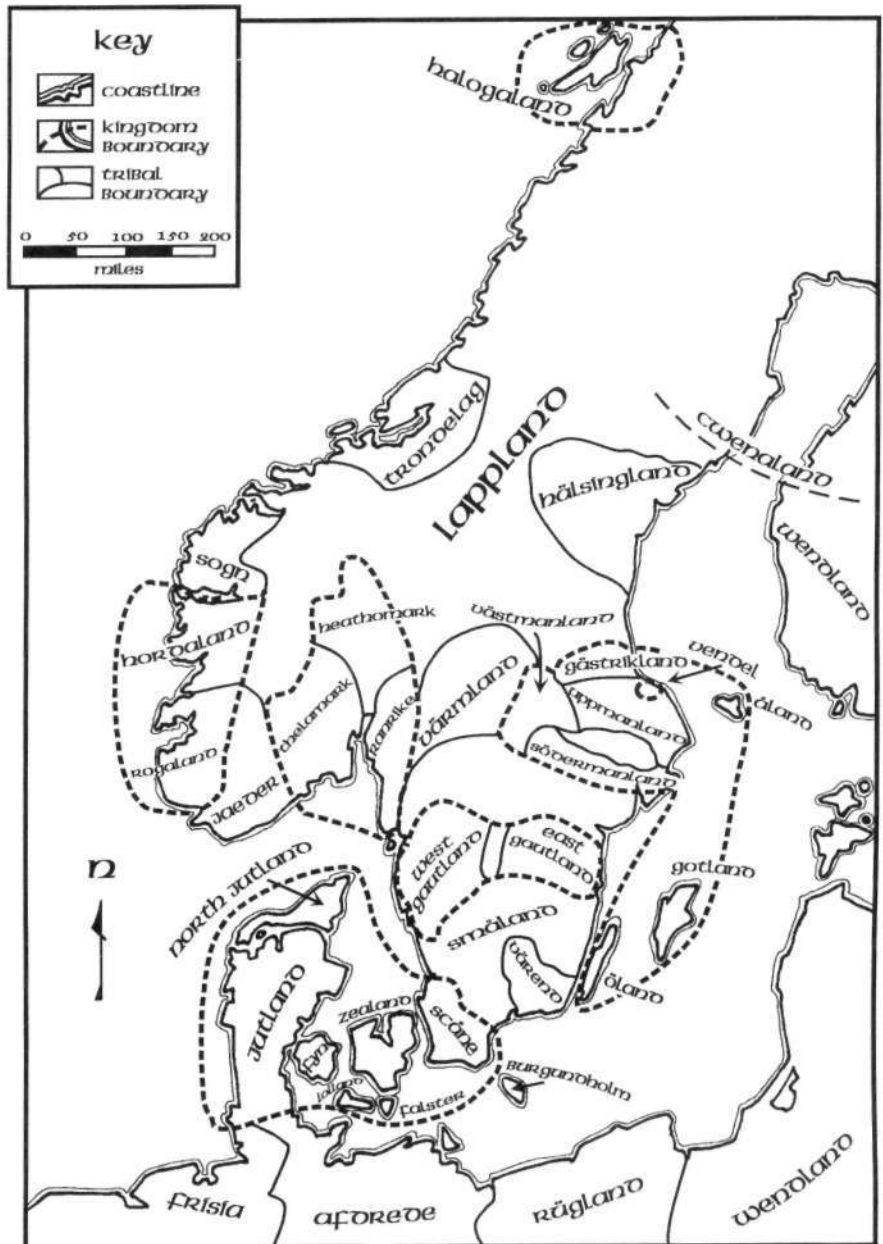 key
coastline
kingdom
boundary
tribal
boundary
0 50 100 150 200
miles
halogaland
trondelag
lappland
cwenaland
hälsingland
wendland
sogn
hordaland
heathomark
västmanland
gästrikland
vendel
åland
uppmanland
värmland
ranrike
thelamark
södermanland
rogaland
jaeder
n
north jutland
west
gautland
east
gautland
gotland
småland
värend
öland
jutland
zealand
scåne
fyn
lolland
falster
burgundholm
frisia
afdrede
rügland
wendland